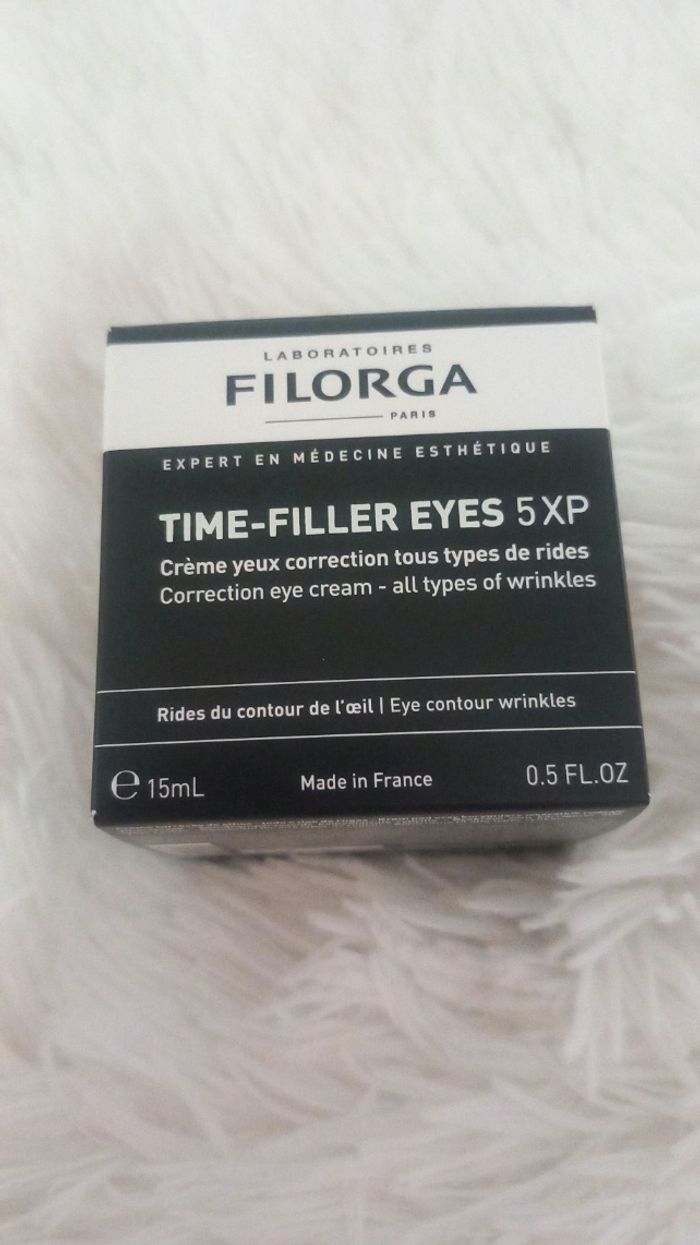 LABORATOIRES
FILORGA
PARIS
EXPERT EN MÉDECINE ESTHÉTIQUE
TIME-FILLER EYES 5 XP
Crème yeux correction tous types de rides
Correction eye cream - all types of wrinkles
Rides du contour de l'œil | Eye contour wrinkles
℮ 15mL Made in France 0.5 FL.OZ